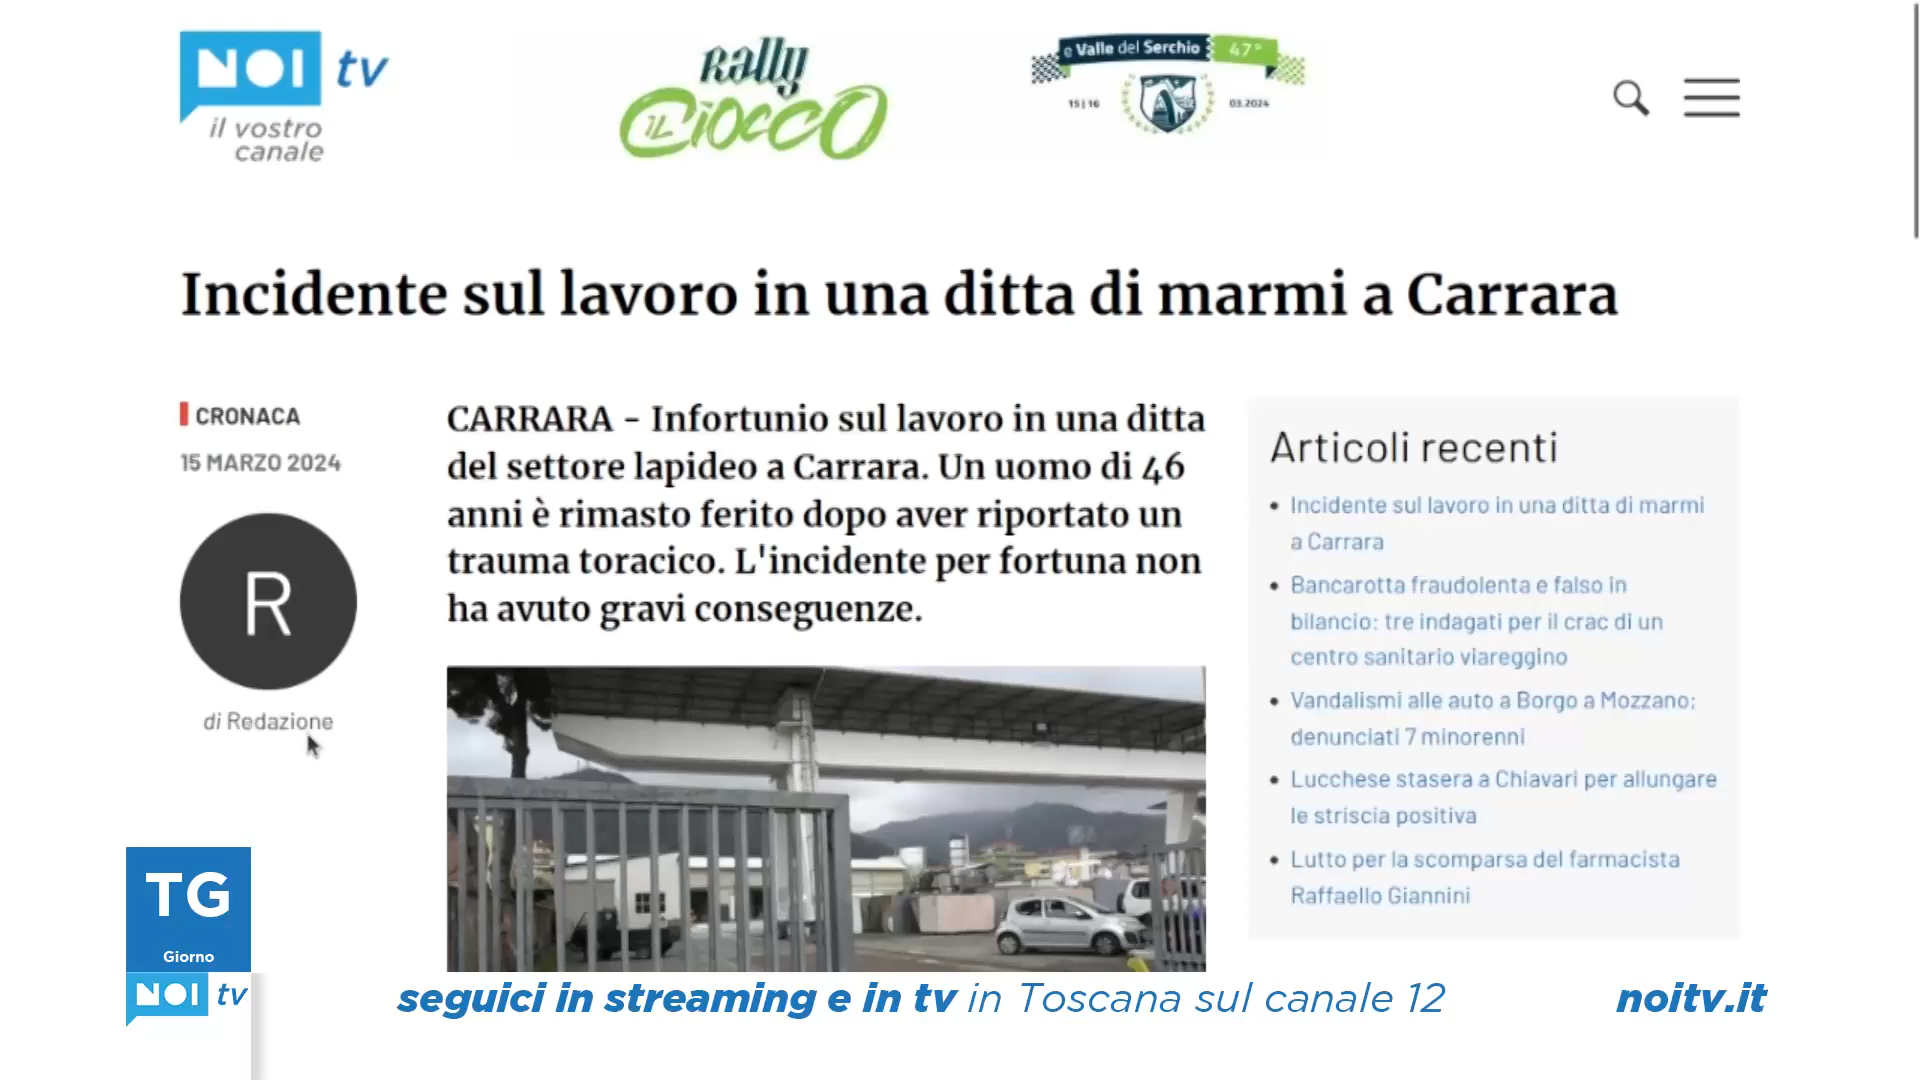 NOI tv
il vostro
canale
Rally
IL CiOCCO
e Valle del Serchio 47°
15|16 03.2024
Incidente sul lavoro in una ditta di marmi a Carrara
CRONACA
15 MARZO 2024
R
di Redazione
CARRARA - Infortunio sul lavoro in una ditta
del settore lapideo a Carrara. Un uomo di 46
anni è rimasto ferito dopo aver riportato un
trauma toracico. L'incidente per fortuna non
ha avuto gravi conseguenze.
Articoli recenti
• Incidente sul lavoro in una ditta di marmi
a Carrara
• Bancarotta fraudolenta e falso in
bilancio: tre indagati per il crac di un
centro sanitario viareggino
• Vandalismi alle auto a Borgo a Mozzano;
denunciati 7 minorenni
• Lucchese stasera a Chiavari per allungare
le striscia positiva
• Lutto per la scomparsa del farmacista
Raffaello Giannini
TG
Giorno
NOI tv
seguici in streaming e in tv in Toscana sul canale 12
noitv.it